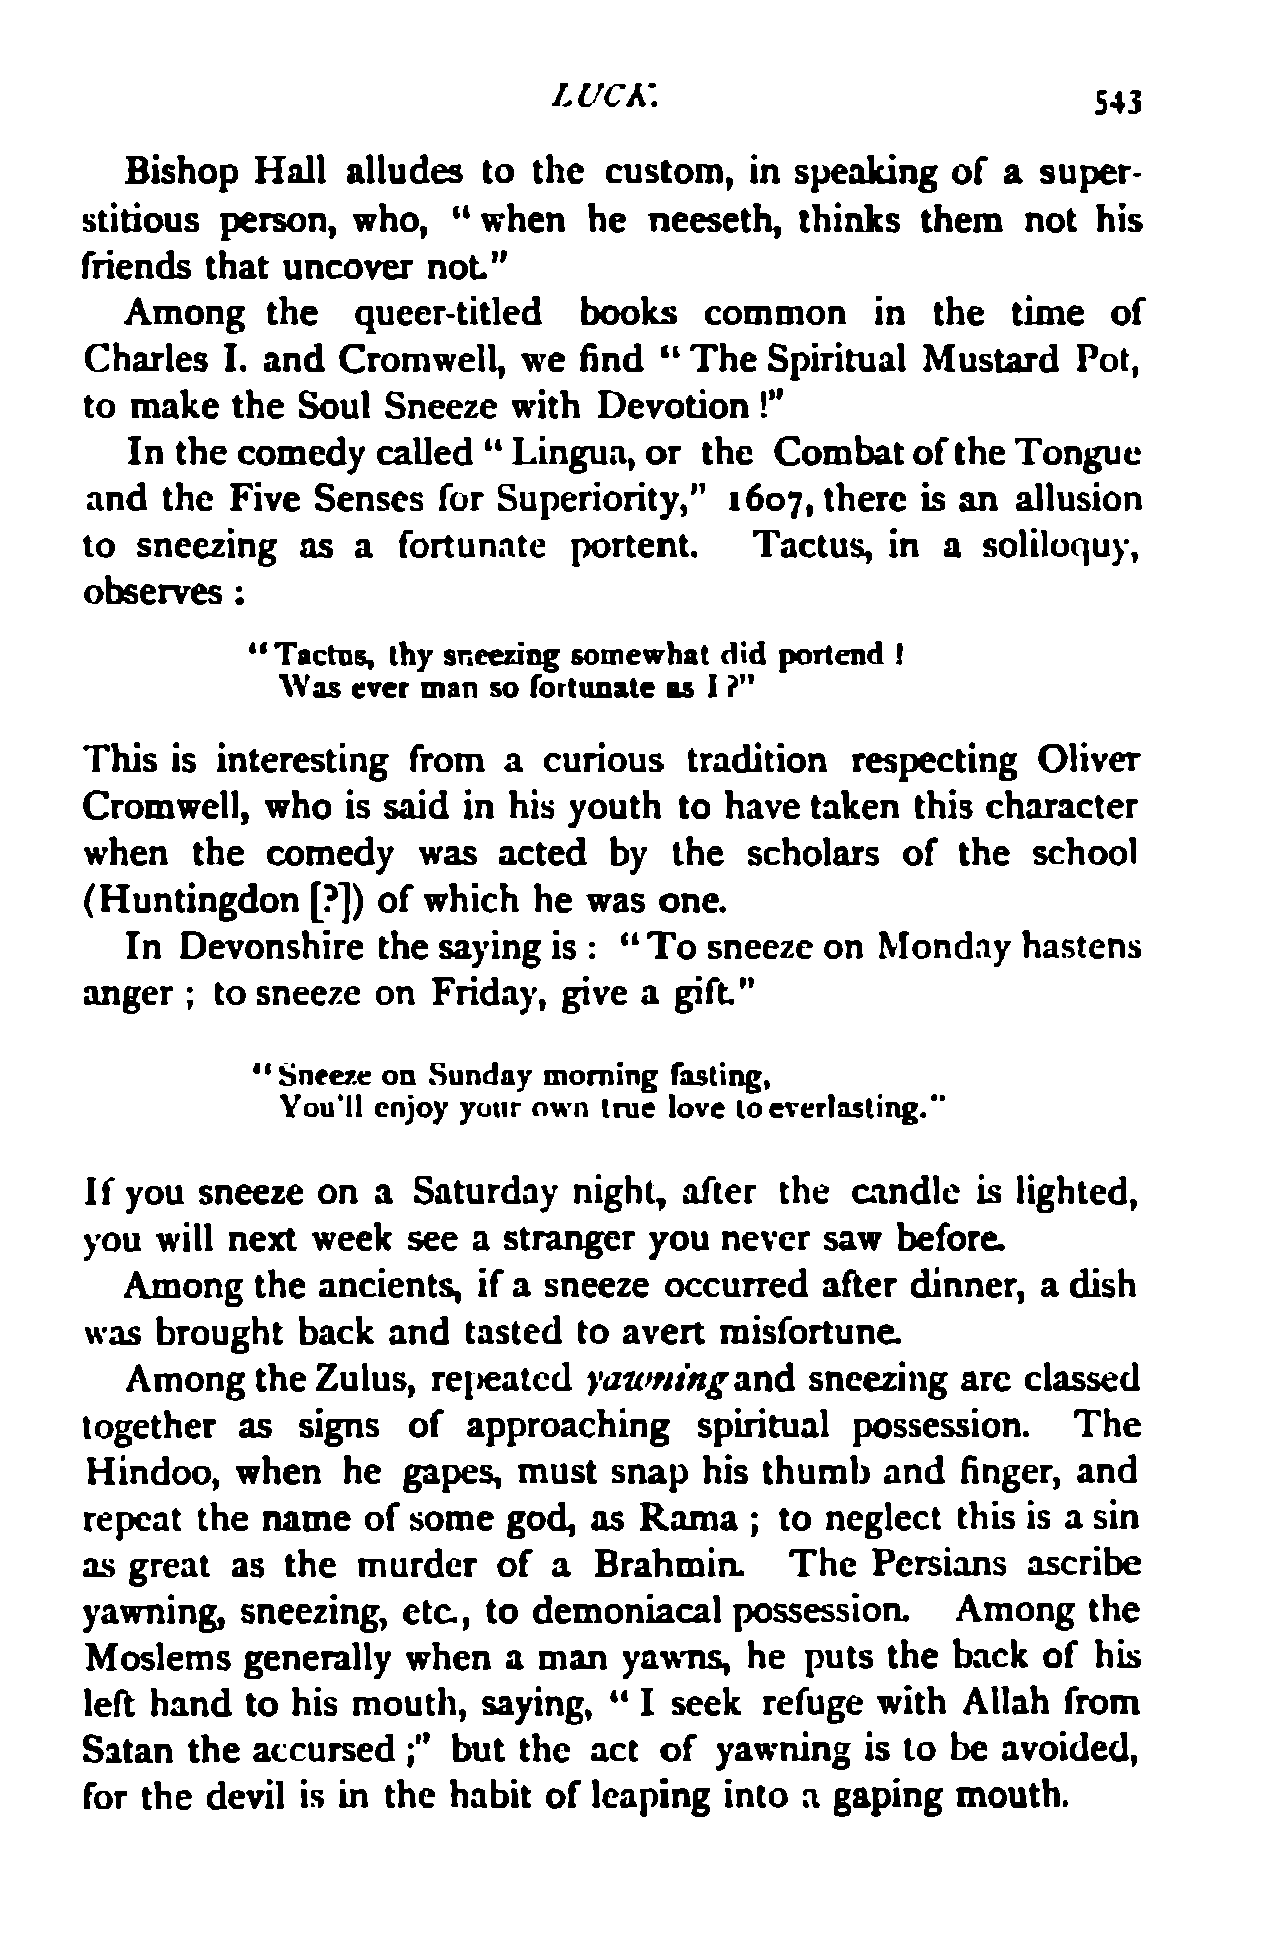 LUCK.
543
Bishop Hall alludes to the custom, in speaking of a super-
stitious person, who, "when he neeseth, thinks them not his
friends that uncover not."
Among the queer-titled books common in the time of
Charles I. and Cromwell, we find "The Spiritual Mustard Pot,
to make the Soul Sneeze with Devotion!"
In the comedy called "Lingua, or the Combat of the Tongue
and the Five Senses for Superiority," 1607, there is an allusion
to sneezing as a fortunate portent. Tactus, in a soliloquy,
observes:
"Tactus, thy sneezing somewhat did portend!
Was ever man so fortunate as I?"
This is interesting from a curious tradition respecting Oliver
Cromwell, who is said in his youth to have taken this character
when the comedy was acted by the scholars of the school
(Huntingdon [?]) of which he was one.
In Devonshire the saying is: "To sneeze on Monday hastens
anger; to sneeze on Friday, give a gift."
"Sneeze on Sunday morning fasting,
You'll enjoy your own true love to everlasting."
If you sneeze on a Saturday night, after the candle is lighted,
you will next week see a stranger you never saw before.
Among the ancients, if a sneeze occurred after dinner, a dish
was brought back and tasted to avert misfortune.
Among the Zulus, repeated yawning and sneezing are classed
together as signs of approaching spiritual possession. The
Hindoo, when he gapes, must snap his thumb and finger, and
repeat the name of some god, as Rama; to neglect this is a sin
as great as the murder of a Brahmin. The Persians ascribe
yawning, sneezing, etc., to demoniacal possession. Among the
Moslems generally when a man yawns, he puts the back of his
left hand to his mouth, saying, "I seek refuge with Allah from
Satan the accursed;" but the act of yawning is to be avoided,
for the devil is in the habit of leaping into a gaping mouth.